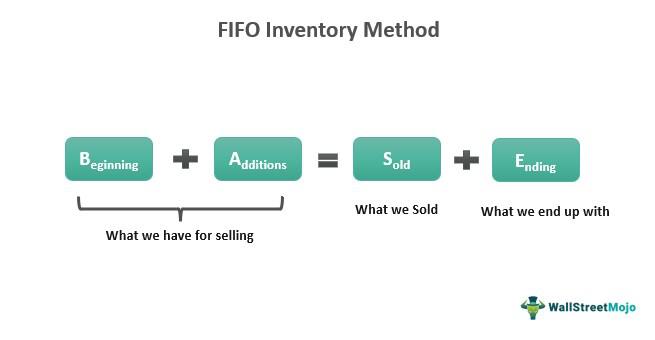 FIFO Inventory Method
Beginning + Additions = Sold + Ending
What we have for selling
What we Sold
What we end up with
WallStreetMojo